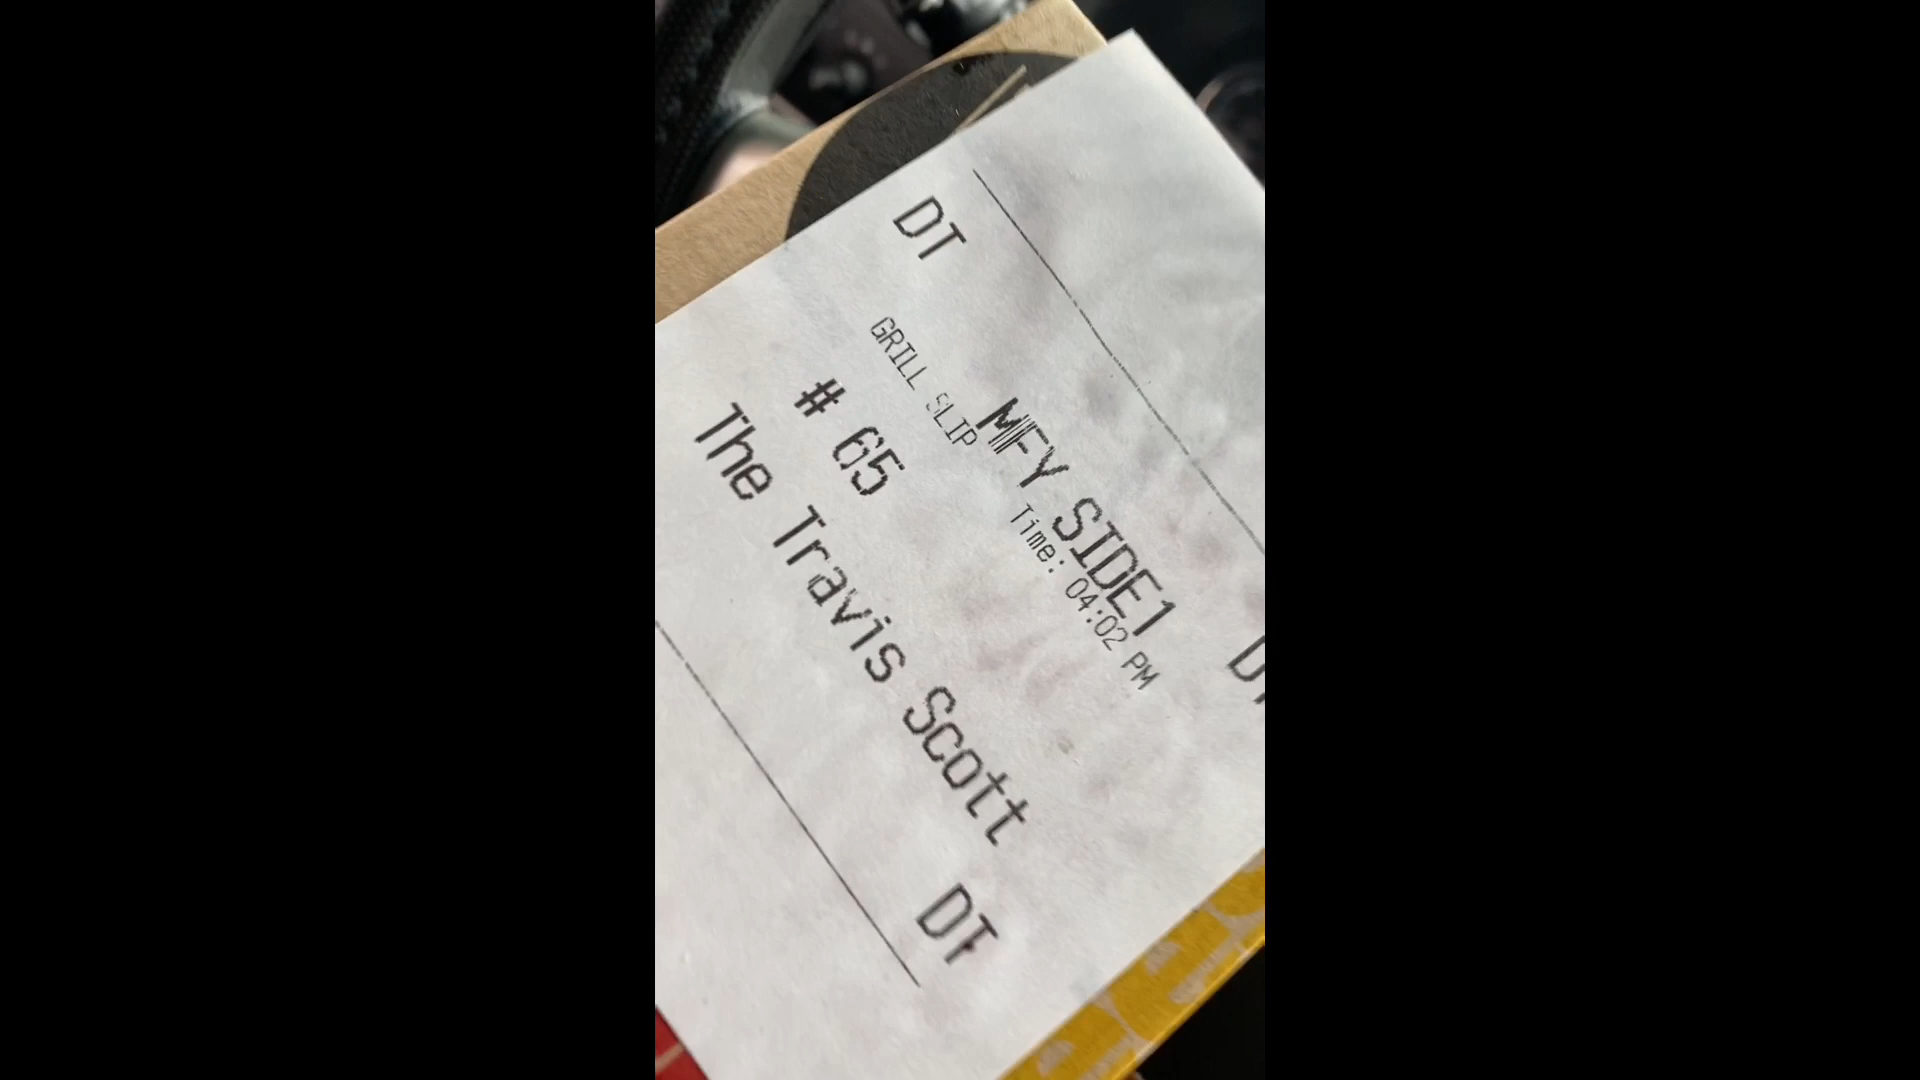 DT
MFY SIDE1
GRILL SLIP Time: 04:02 PM
# 65
The Travis Scott
DT